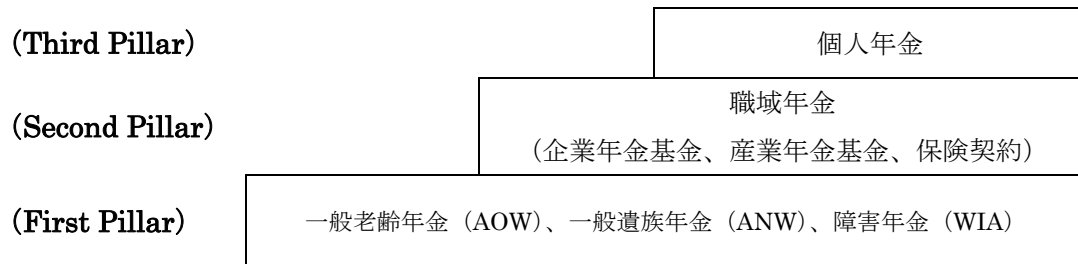 (Third Pillar)
個人年金
(Second Pillar)
職域年金
（企業年金基金、産業年金基金、保険契約）
(First Pillar)
一般老齢年金（AOW）、一般遺族年金（ANW）、障害年金（WIA）